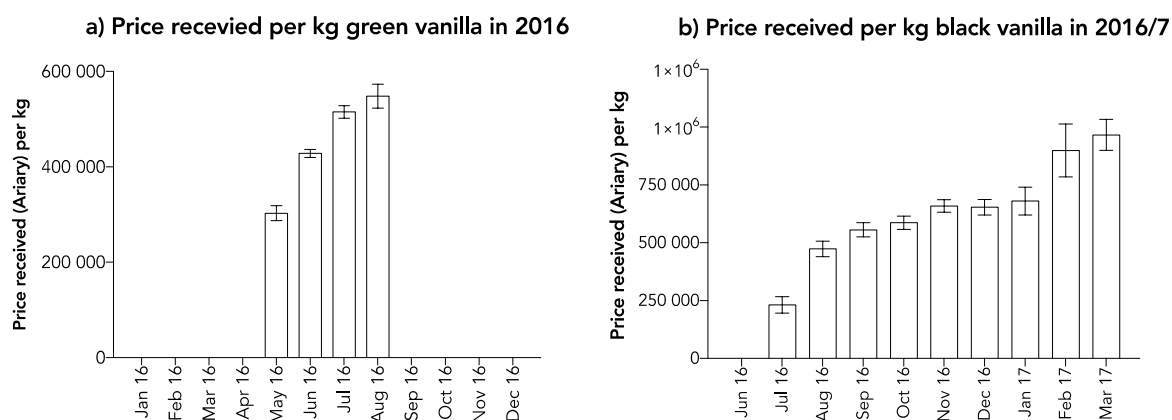 a) Price recevied per kg green vanilla in 2016
Price received (Ariary) per kg
600 000
400 000
200 000
0
Jan 16
Feb 16
Mar 16
Apr 16
May 16
Jun 16
Jul 16
Aug 16
Sep 16
Oct 16
Nov 16
Dec 16
b) Price received per kg black vanilla in 2016/7
Price received (Ariary) per kg
1×10⁶
1×10⁶
750 000
500 000
250 000
0
Jun 16
Jul 16
Aug 16
Sep 16
Oct 16
Nov 16
Dec 16
Jan 17
Feb 17
Mar 17